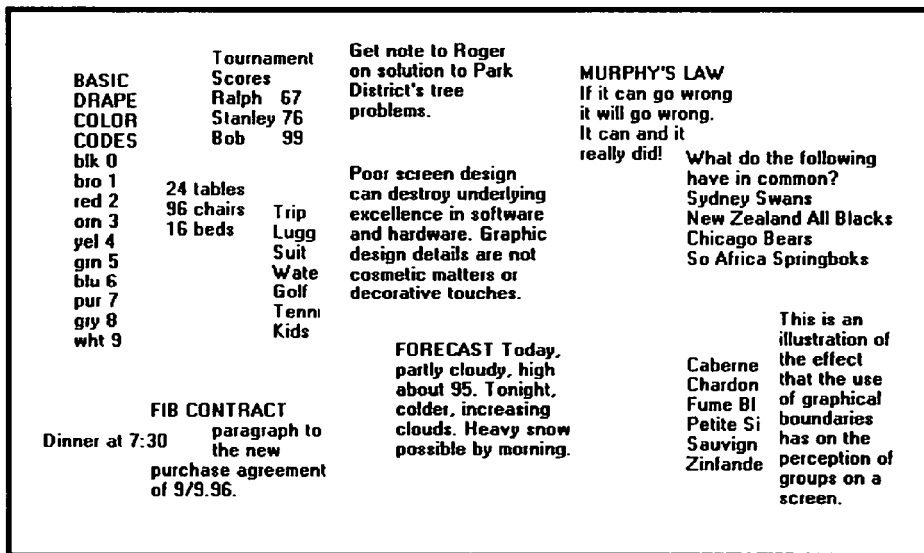 BASIC
DRAPE
COLOR
CODES
blk 0
bro 1
red 2
orn 3
yel 4
grn 5
blu 6
pur 7
gry 8
wht 9
Tournament
Scores
Ralph 67
Stanley 76
Bob 99
24 tables
96 chairs
16 beds
Trip
Lugg
Suit
Wate
Golf
Tenni
Kids
Get note to Roger
on solution to Park
District's tree
problems.
Poor screen design
can destroy underlying
excellence in software
and hardware. Graphic
design details are not
cosmetic matters or
decorative touches.
MURPHY'S LAW
If it can go wrong
it will go wrong.
It can and it
really did!
What do the following
have in common?
Sydney Swans
New Zealand All Blacks
Chicago Bears
So Africa Springboks
FIB CONTRACT
Dinner at 7:30
paragraph to
the new
purchase agreement
of 9/9.96.
FORECAST Today,
partly cloudy, high
about 95. Tonight,
colder, increasing
clouds. Heavy snow
possible by morning.
Caberne
Chardon
Fume Bl
Petite Si
Sauvign
Zinfande
This is an
illustration of
the effect
that the use
of graphical
boundaries
has on the
perception of
groups on a
screen.